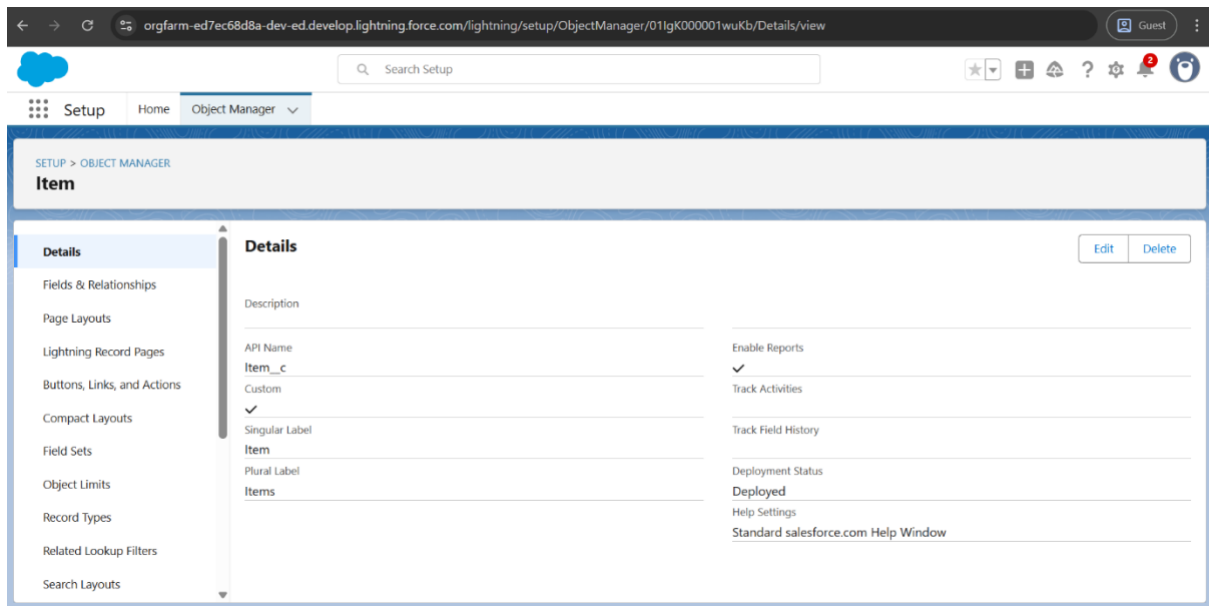 orgfarm-ed7ec68d8a-dev-ed.develop.lightning.force.com/lightning/setup/ObjectManager/01IgK000001wuKb/Details/view
Guest
Search Setup
2
Setup
Home
Object Manager
SETUP > OBJECT MANAGER
Item
Details
Fields & Relationships
Page Layouts
Lightning Record Pages
Buttons, Links, and Actions
Compact Layouts
Field Sets
Object Limits
Record Types
Related Lookup Filters
Search Layouts
Details
Edit
Delete
Description
API Name
Item__c
Custom
Singular Label
Item
Plural Label
Items
Enable Reports
Track Activities
Track Field History
Deployment Status
Deployed
Help Settings
Standard salesforce.com Help Window